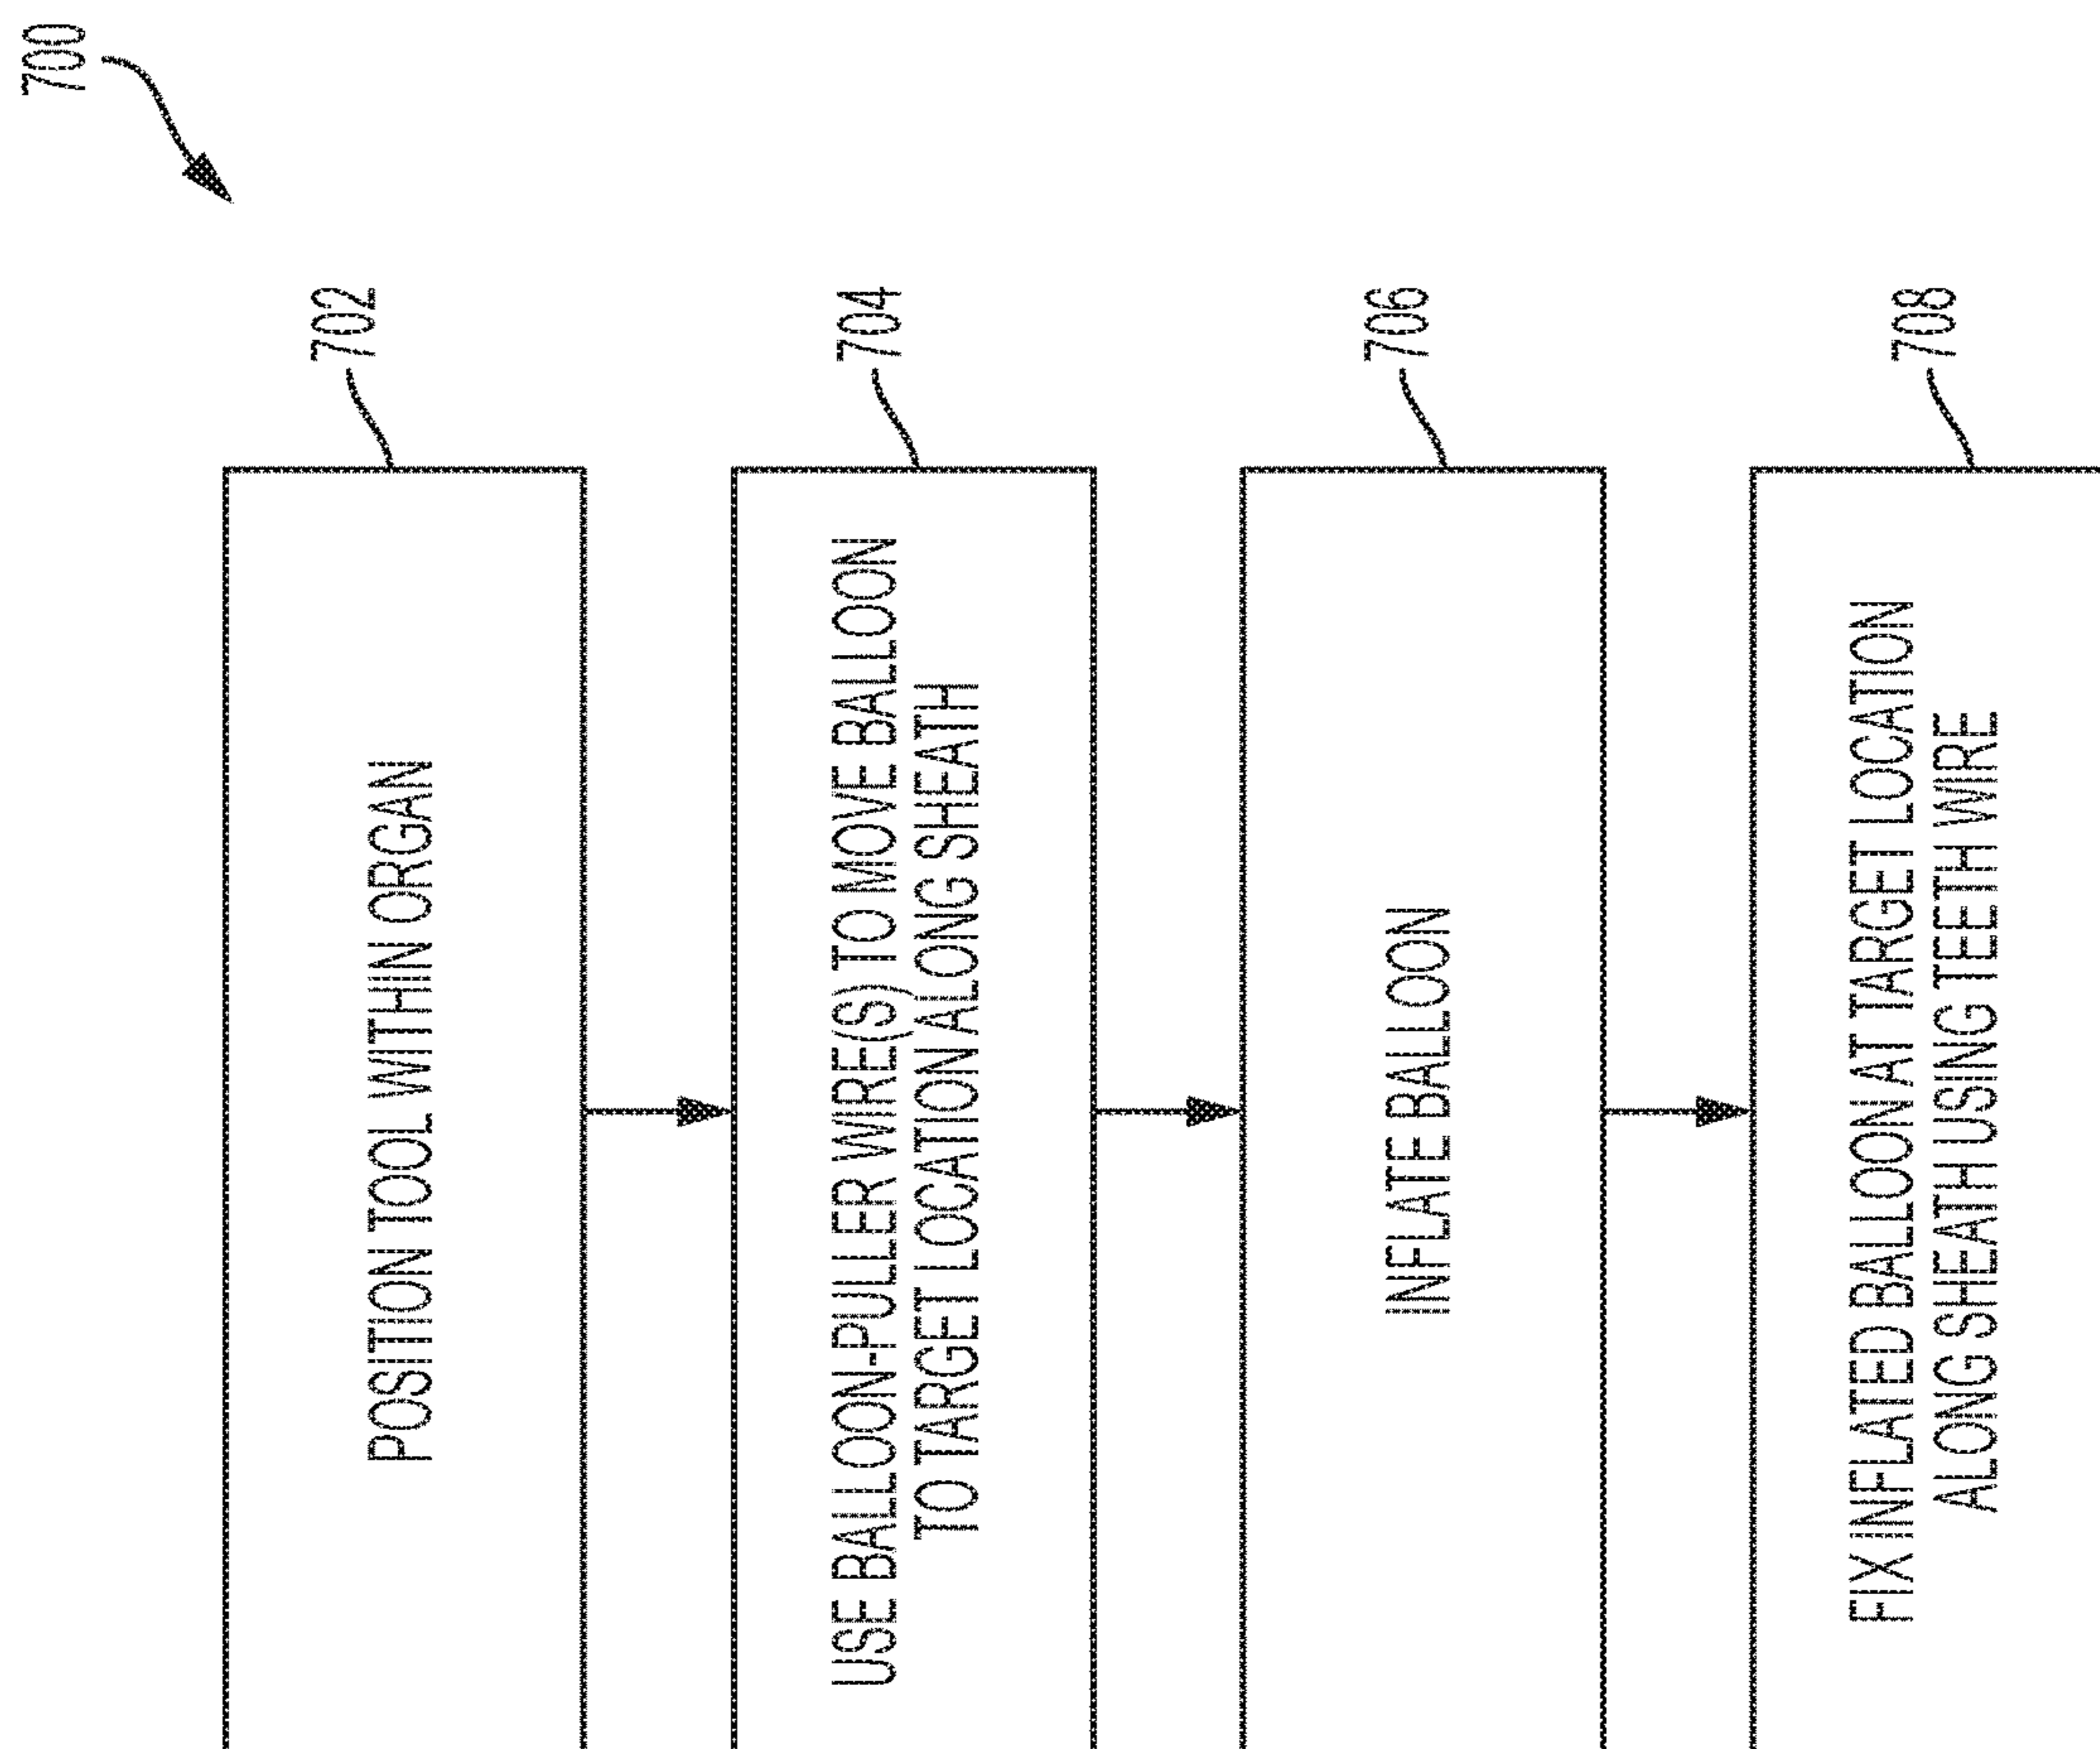 700
702
POSITION TOOL WITHIN ORGAN
704
USE BALLOON-PULLER WIRE(S) TO MOVE BALLOON
TO TARGET LOCATION ALONG SHEATH
706
INFLATE BALLOON
708
FIX INFLATED BALLOON AT TARGET LOCATION
ALONG SHEATH USING TEETH WIRE